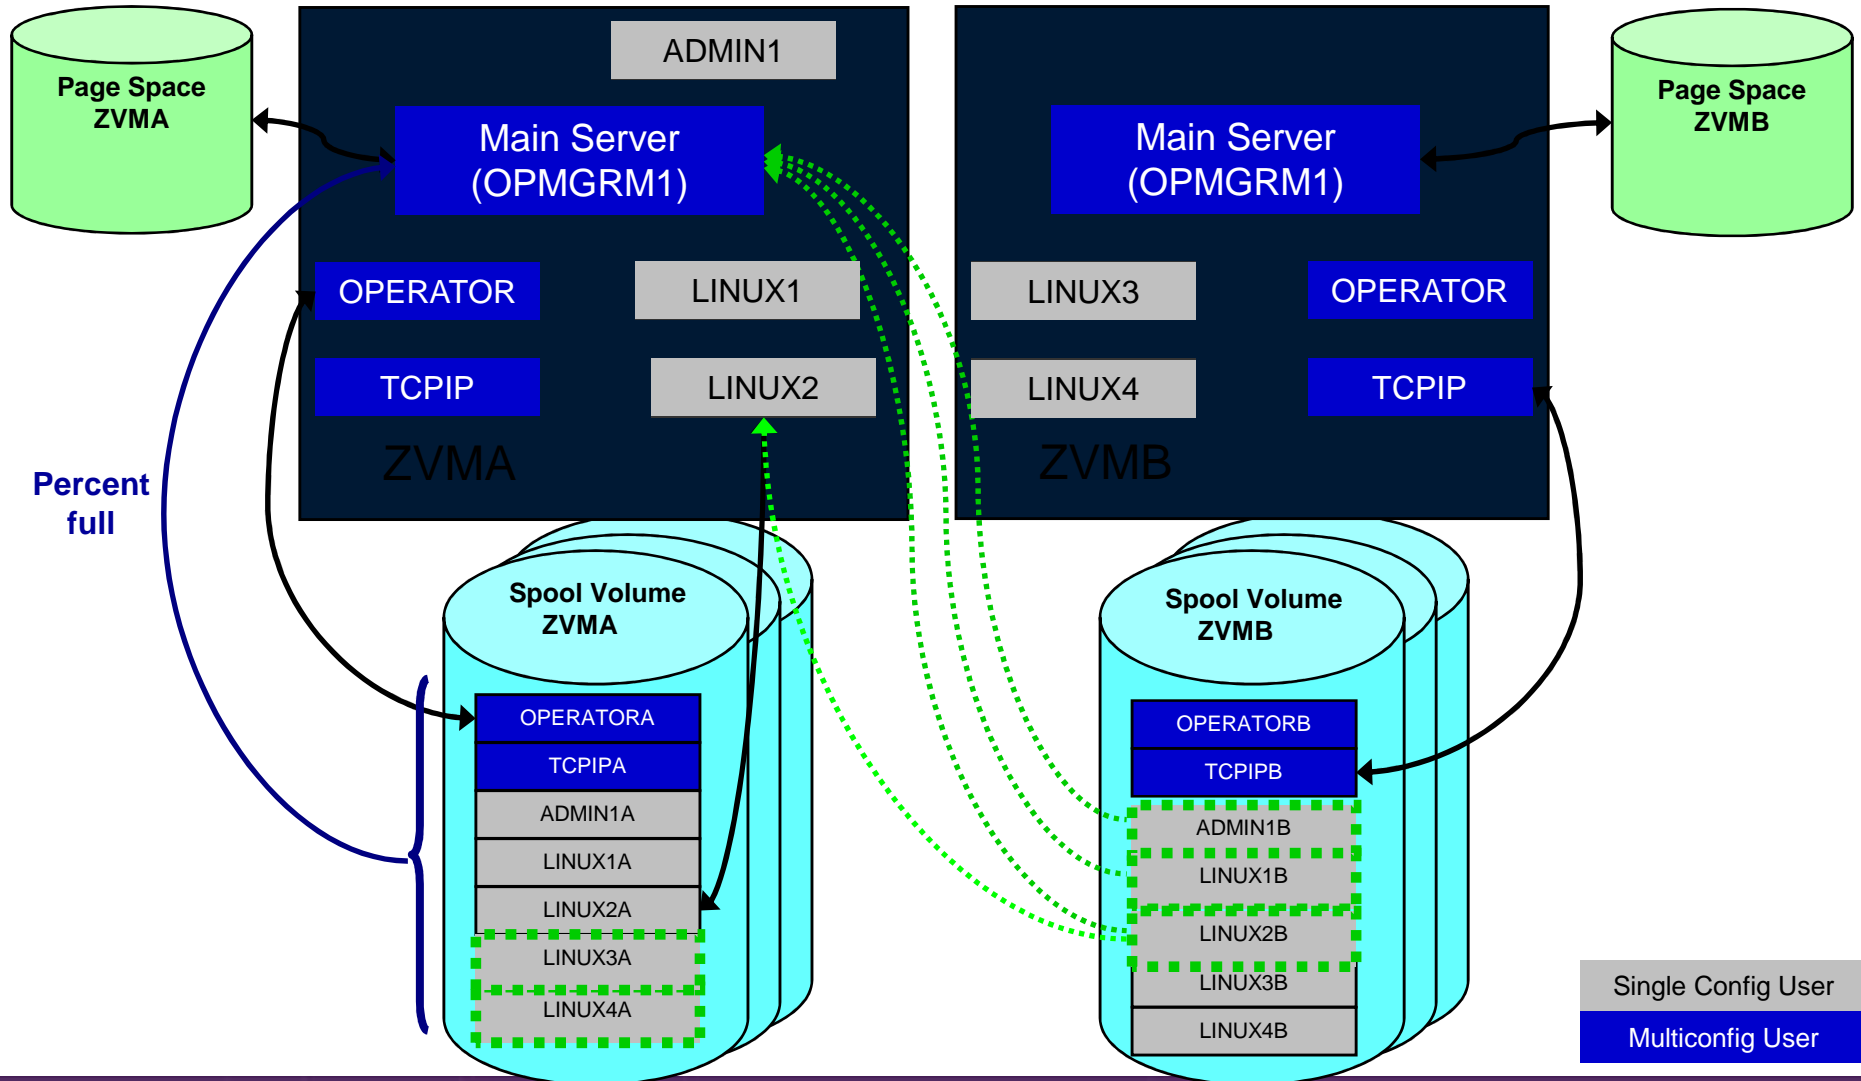 Page Space
ZVMA
ADMIN1
Main Server
(OPMGRM1)
OPERATOR
LINUX1
TCPIP
LINUX2
ZVMA
Main Server
(OPMGRM1)
LINUX3
OPERATOR
LINUX4
TCPIP
ZVMB
Page Space
ZVMB
Percent
full
Spool Volume
ZVMA
OPERATORA
TCPIPA
ADMIN1A
LINUX1A
LINUX2A
LINUX3A
LINUX4A
Spool Volume
ZVMB
OPERATORB
TCPIPB
ADMIN1B
LINUX1B
LINUX2B
LINUX3B
LINUX4B
Single Config User
Multiconfig User